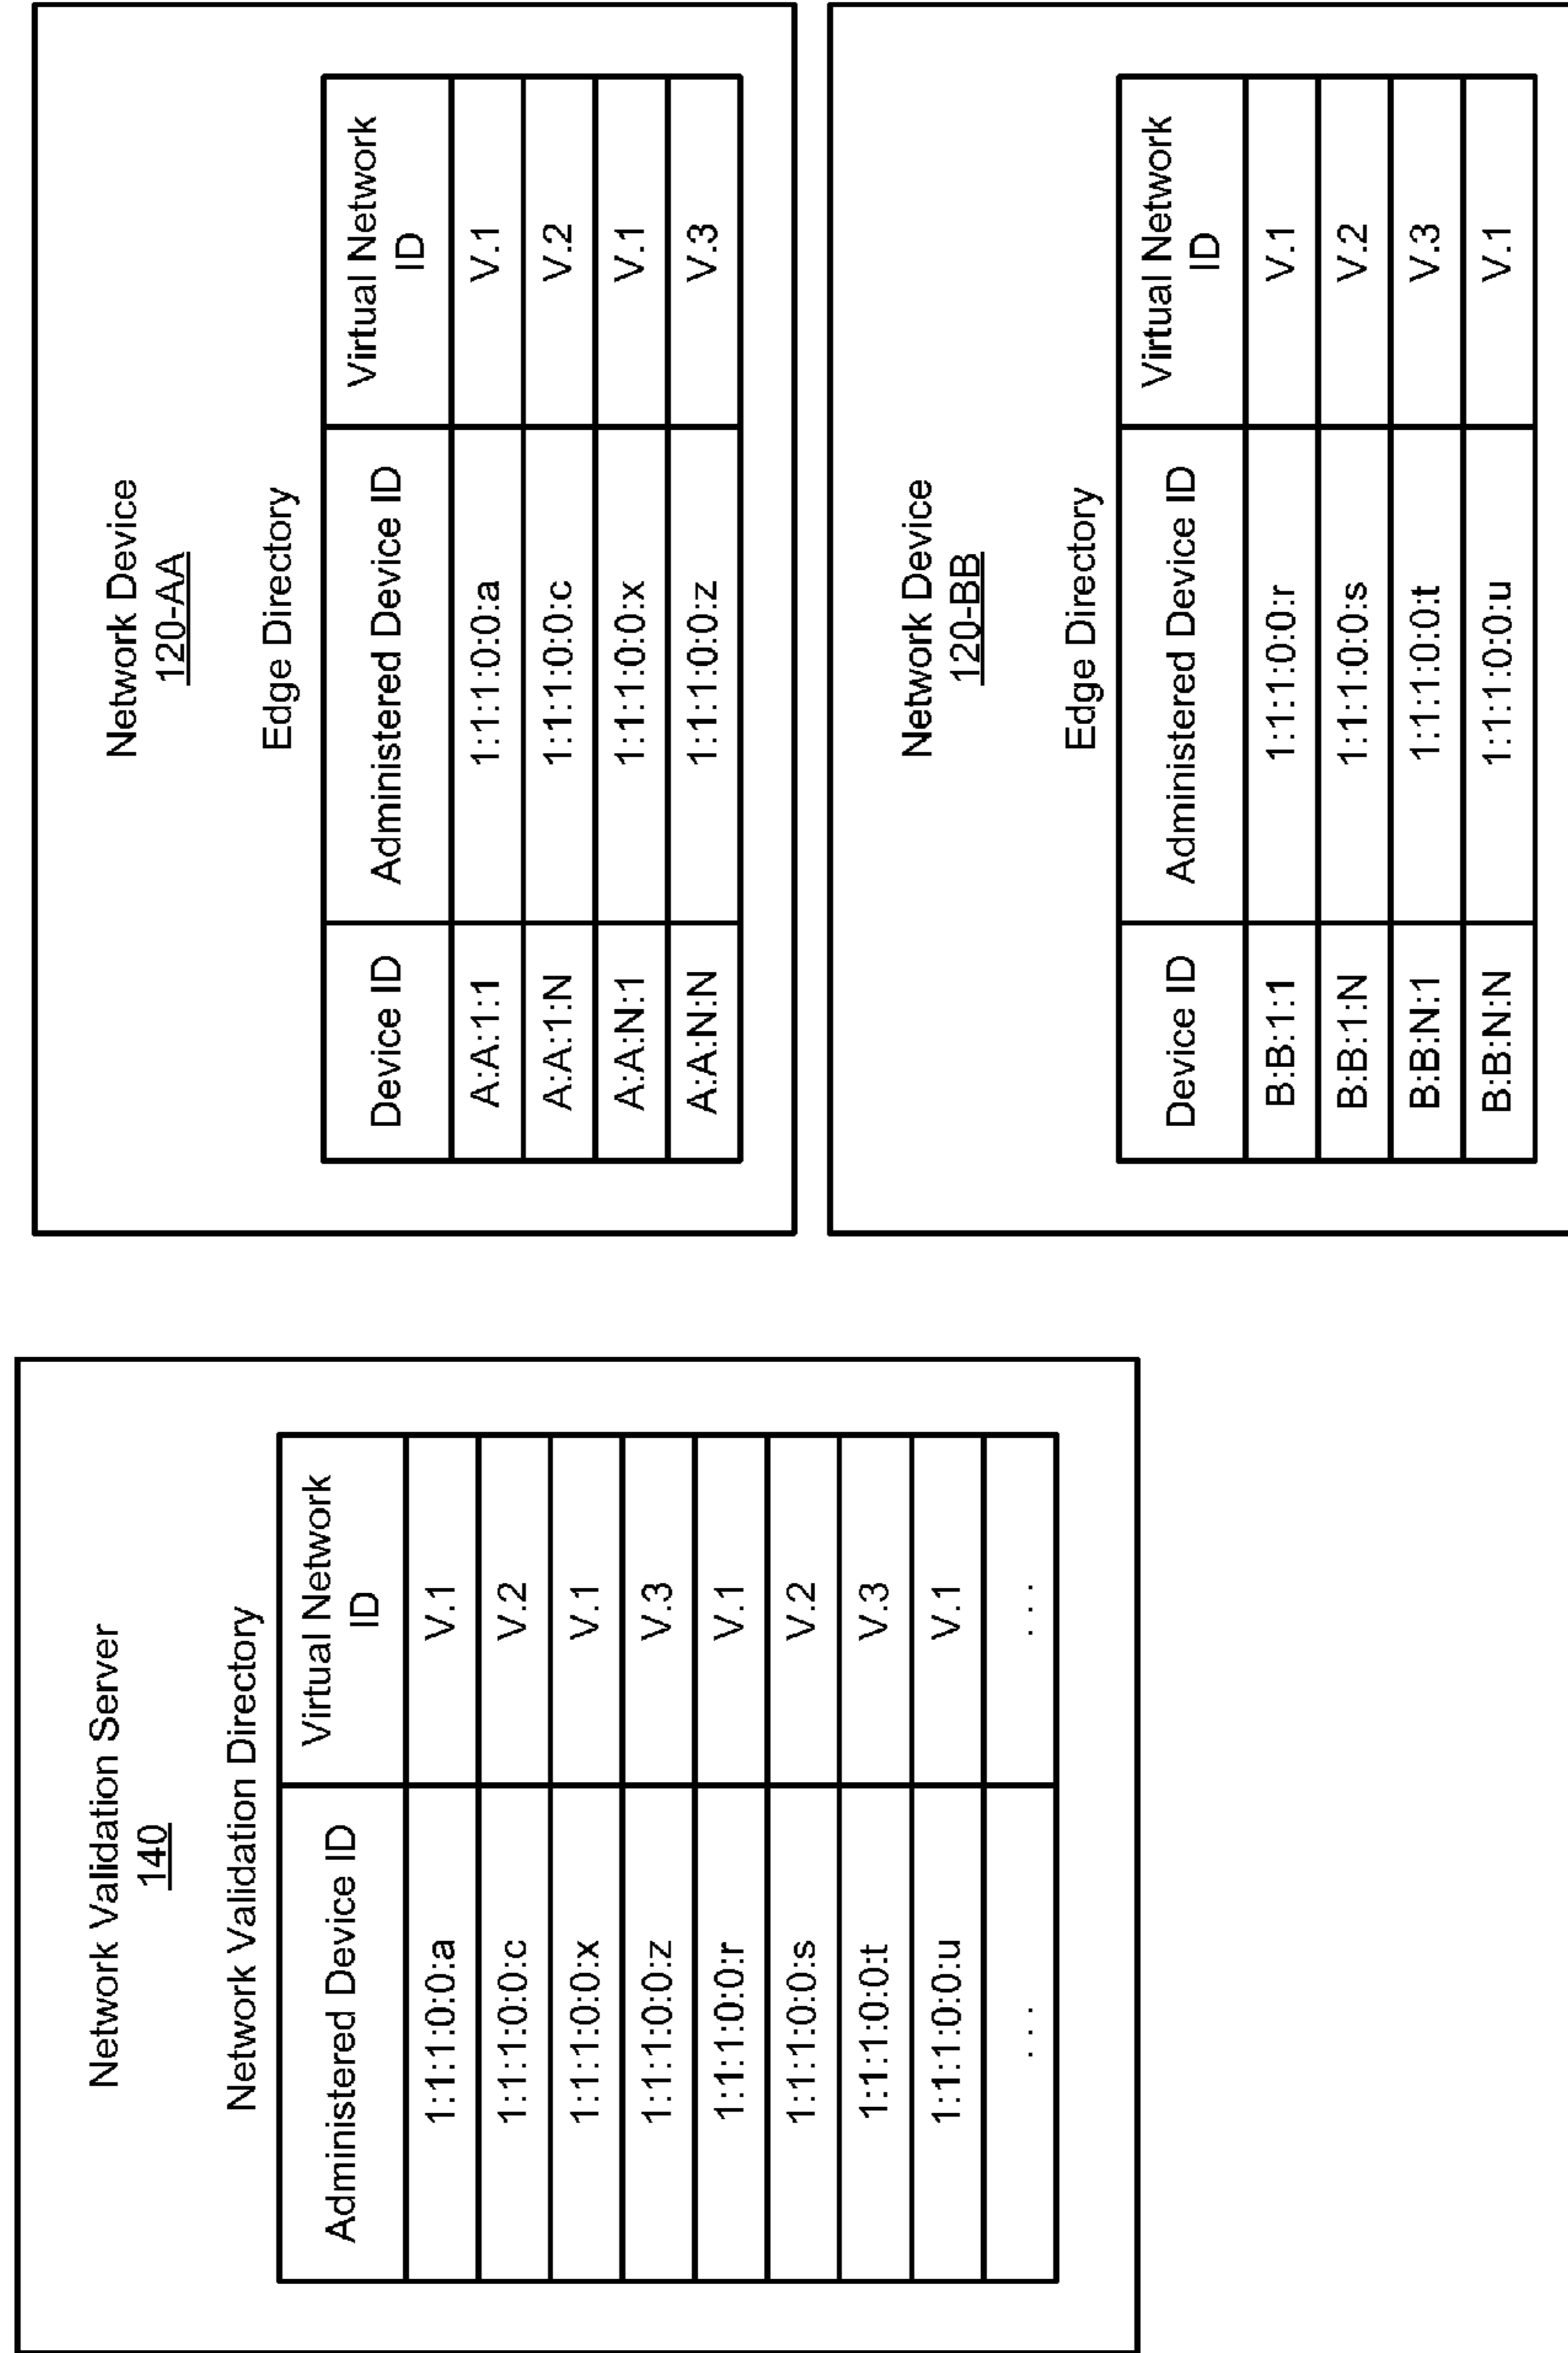 Network Validation Server
140
Network Validation Directory
Administered Device ID Virtual Network
ID
1:1:1:0:0:a V.1
1:1:1:0:0:c V.2
1:1:1:0:0:x V.1
1:1:1:0:0:z V.3
1:1:1:0:0:r V.1
1:1:1:0:0:s V.2
1:1:1:0:0:t V.3
1:1:1:0:0:u V.1
. . . . . .
Network Device
120-AA
Edge Directory
Device ID Administered Device ID Virtual Network
ID
A:A:1:1 1:1:1:0:0:a V.1
A:A:1:N 1:1:1:0:0:c V.2
A:A:N:1 1:1:1:0:0:x V.1
A:A:N:N 1:1:1:0:0:z V.3
Network Device
120-BB
Edge Directory
Device ID Administered Device ID Virtual Network
ID
B:B:1:1 1:1:1:0:0:r V.1
B:B:1:N 1:1:1:0:0:s V.2
B:B:N:1 1:1:1:0:0:t V.3
B:B:N:N 1:1:1:0:0:u V.1